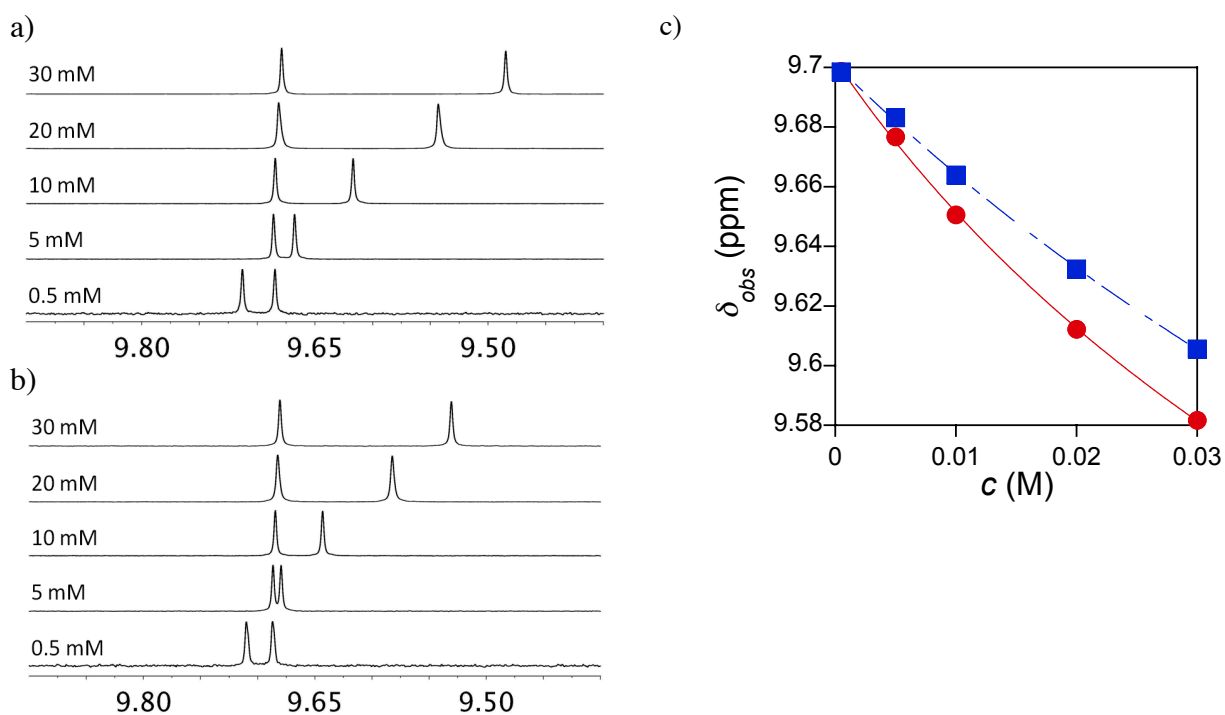 a)
30 mM
20 mM
10 mM
5 mM
0.5 mM
9.80 9.65 9.50
b)
30 mM
20 mM
10 mM
5 mM
0.5 mM
9.80 9.65 9.50
c)
9.7
9.68
9.66
9.64
9.62
9.6
9.58
δobs (ppm)
0 0.01 0.02 0.03
c (M)